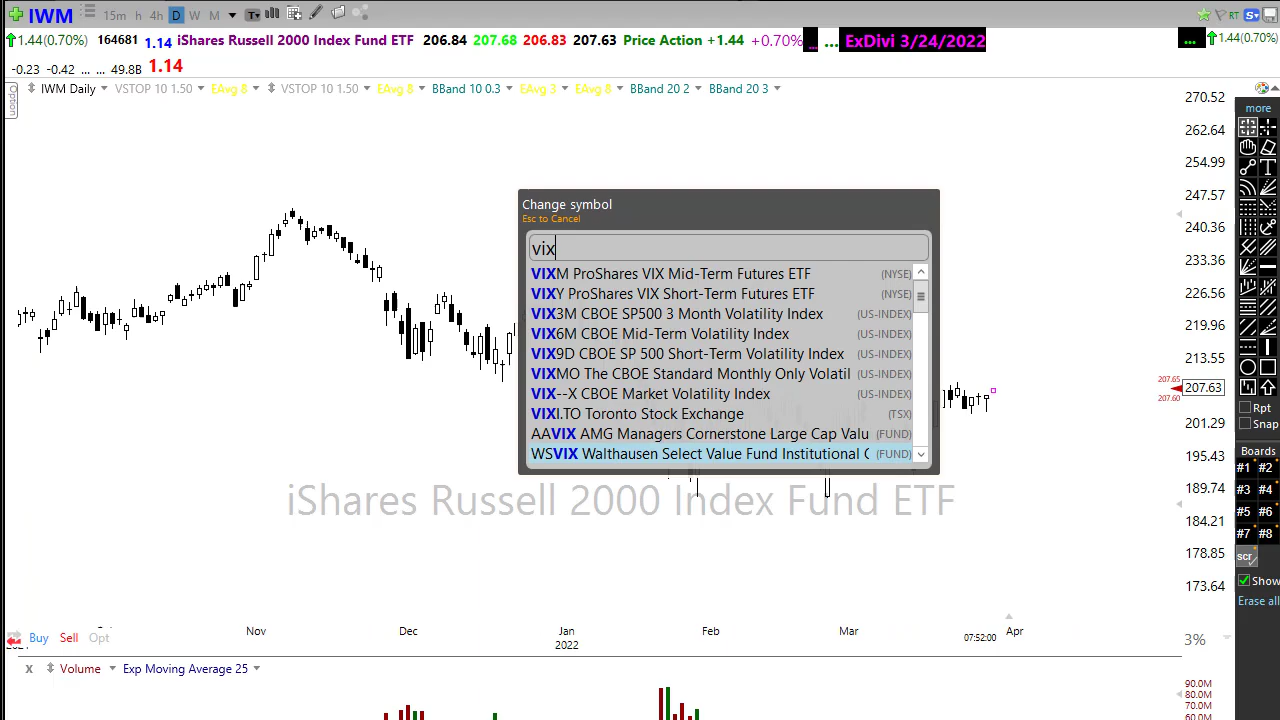 IWM 15m h 4h D W M T RT S
1.44(0.70%) 164681 1.14 iShares Russell 2000 Index Fund ETF 206.84 207.68 206.83 207.63 Price Action +1.44 +0.70% ... ... ExDivi 3/24/2022 ... 1.44(0.70%)
-0.23 -0.42 ... ... 49.8B 1.14
Option
IWM Daily VSTOP 10 1.50 EAvg 8 VSTOP 10 1.50 EAvg 8 BBand 10 0.3 EAvg 3 EAvg 8 BBand 20 2 BBand 20 3
270.52
262.64
254.99
247.57
240.36
233.36
226.56
219.96
213.55
207.65
207.63
207.60
201.29
195.43
189.74
184.21
178.85
173.64
more
Rpt
Snap
Boards
#1 #2
#3 #4
#5 #6
#7 #8
scr
Show
Erase all
Change symbol
Esc to Cancel
vix
VIXM ProShares VIX Mid-Term Futures ETF (NYSE)
VIXY ProShares VIX Short-Term Futures ETF (NYSE)
VIX3M CBOE SP500 3 Month Volatility Index (US-INDEX)
VIX6M CBOE Mid-Term Volatility Index (US-INDEX)
VIX9D CBOE SP 500 Short-Term Volatility Index (US-INDEX)
VIXMO The CBOE Standard Monthly Only Volatil (US-INDEX)
VIX--X CBOE Market Volatility Index (US-INDEX)
VIXI.TO Toronto Stock Exchange (TSX)
AAVIX AMG Managers Cornerstone Large Cap Valu (FUND)
WSVIX Walthausen Select Value Fund Institutional (FUND)
iShares Russell 2000 Index Fund ETF
Nov Dec Jan Feb Mar 07:52:00 Apr
2022
Buy Sell Opt
3%
x Volume Exp Moving Average 25
90.0M
80.0M
70.0M
60.0M